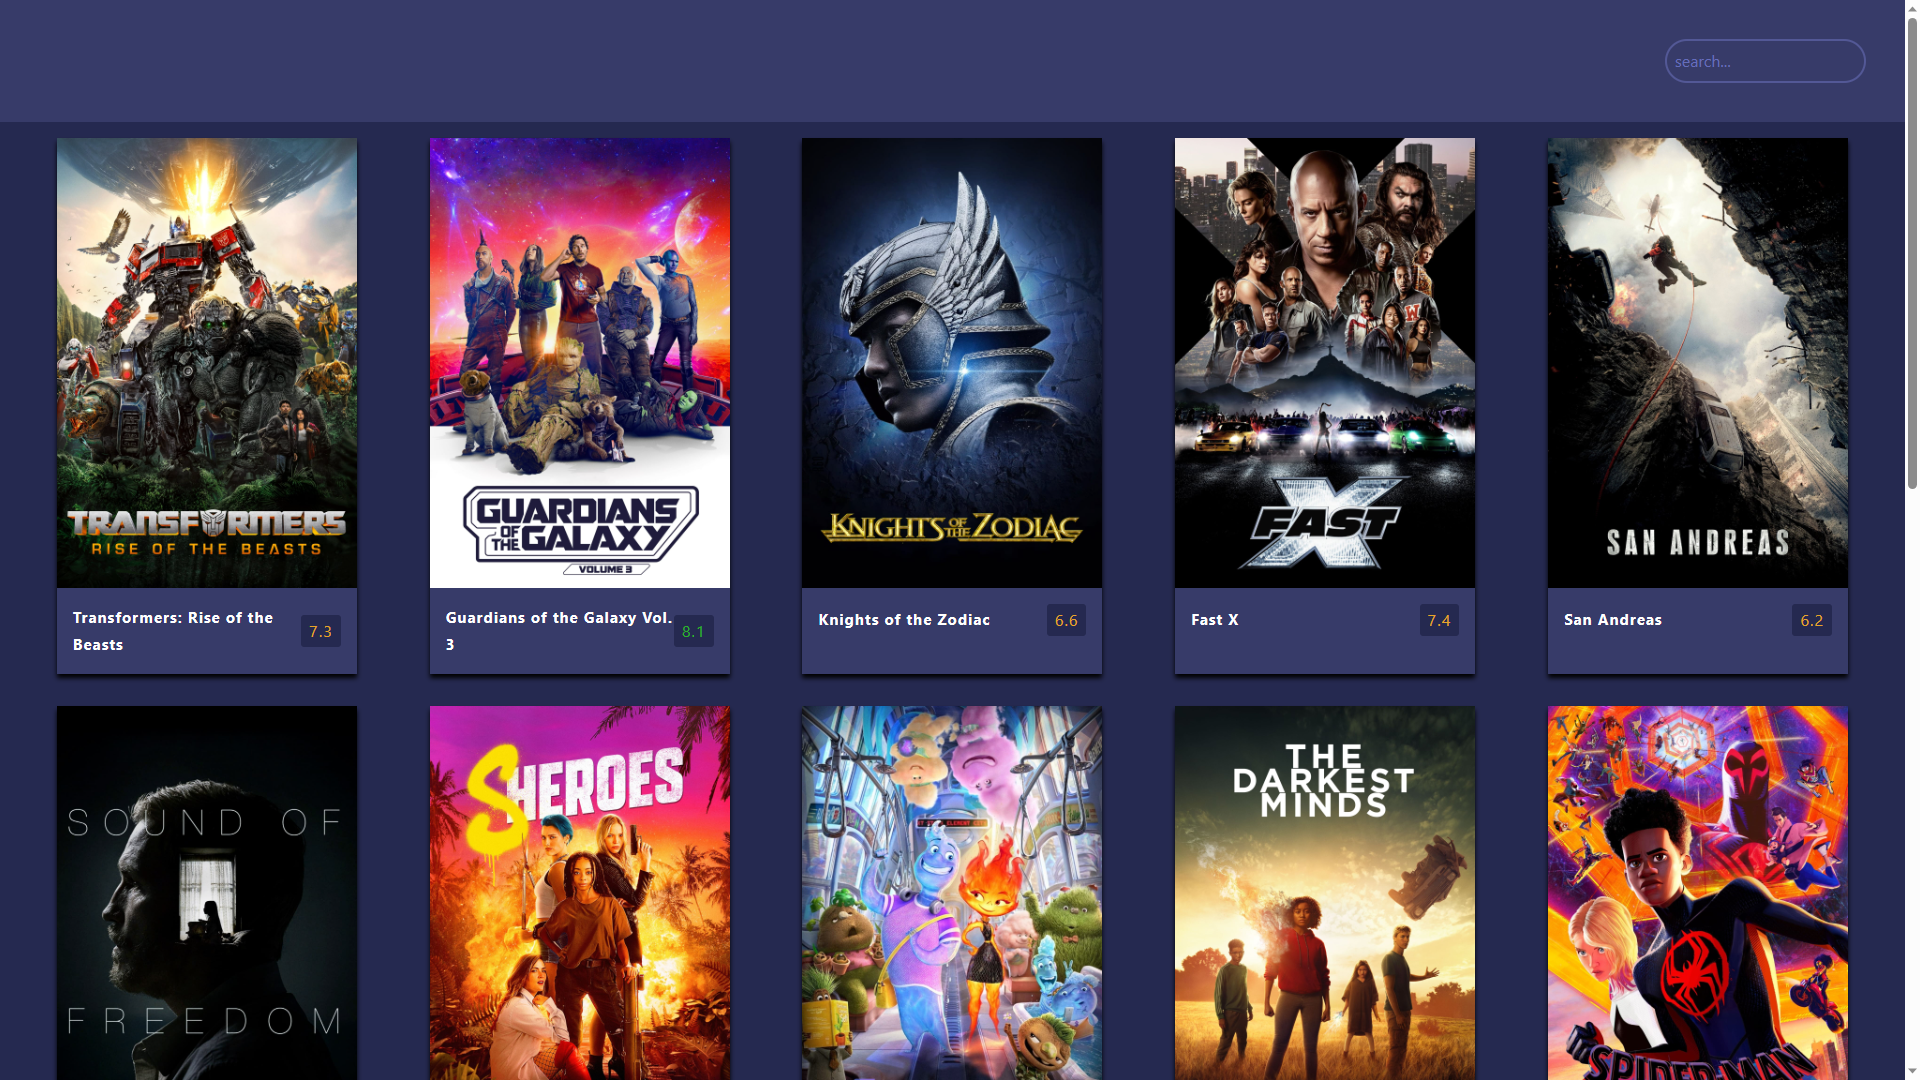 search...
TRANSFORMERS
RISE OF THE BEASTS
GUARDIANS
OF THE GALAXY
VOLUME 3
KNIGHTS OF THE ZODIAC
FAST X
SAN ANDREAS
Transformers: Rise of the
Beasts
7.3
Guardians of the Galaxy Vol.
3
8.1
Knights of the Zodiac
6.6
Fast X
7.4
San Andreas
6.2
SOUND OF
FREEDOM
SHEROES
THE
DARKEST
MINDS
SPIDER-MAN